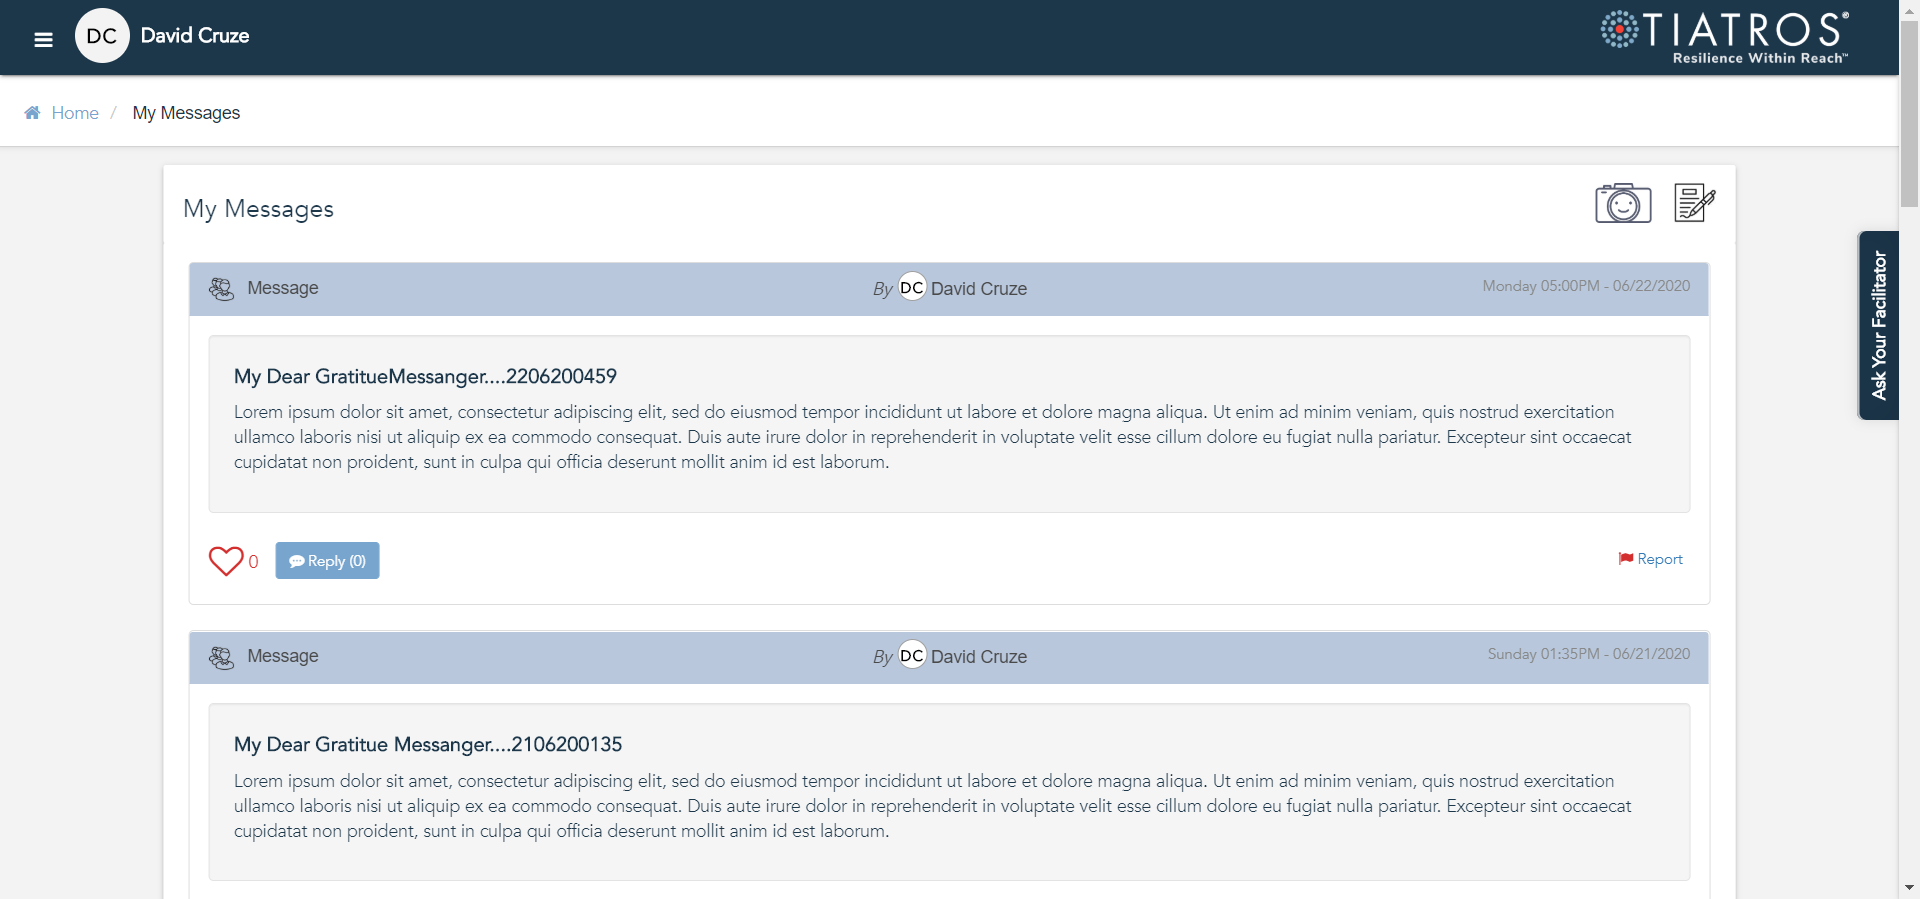 DC David Cruze
TIATROS®
Resilience Within Reach™
Home / My Messages
My Messages
Ask Your Facilitator
Message By DC David Cruze Monday 05:00PM - 06/22/2020
My Dear GratitueMessanger....2206200459
Lorem ipsum dolor sit amet, consectetur adipiscing elit, sed do eiusmod tempor incididunt ut labore et dolore magna aliqua. Ut enim ad minim veniam, quis nostrud exercitation
ullamco laboris nisi ut aliquip ex ea commodo consequat. Duis aute irure dolor in reprehenderit in voluptate velit esse cillum dolore eu fugiat nulla pariatur. Excepteur sint occaecat
cupidatat non proident, sunt in culpa qui officia deserunt mollit anim id est laborum.
0 Reply (0) Report
Message By DC David Cruze Sunday 01:35PM - 06/21/2020
My Dear Gratitue Messanger....2106200135
Lorem ipsum dolor sit amet, consectetur adipiscing elit, sed do eiusmod tempor incididunt ut labore et dolore magna aliqua. Ut enim ad minim veniam, quis nostrud exercitation
ullamco laboris nisi ut aliquip ex ea commodo consequat. Duis aute irure dolor in reprehenderit in voluptate velit esse cillum dolore eu fugiat nulla pariatur. Excepteur sint occaecat
cupidatat non proident, sunt in culpa qui officia deserunt mollit anim id est laborum.